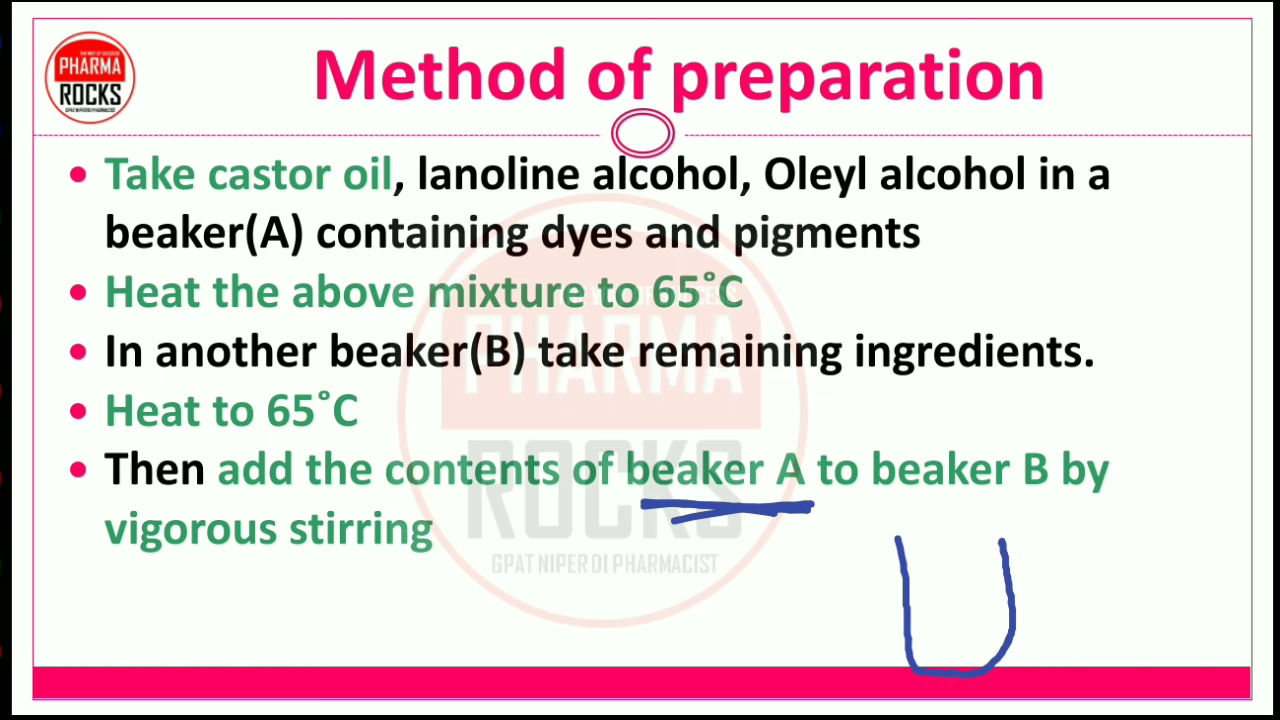 PHARMA
ROCKS
GPAT NIPER DI PHARMACIST
Method of preparation
• Take castor oil, lanoline alcohol, Oleyl alcohol in a
beaker(A) containing dyes and pigments
• Heat the above mixture to 65˚C
• In another beaker(B) take remaining ingredients.
• Heat to 65˚C
• Then add the contents of beaker A to beaker B by
vigorous stirring
PHARMA
ROCKS
GPAT NIPER DI PHARMACIST